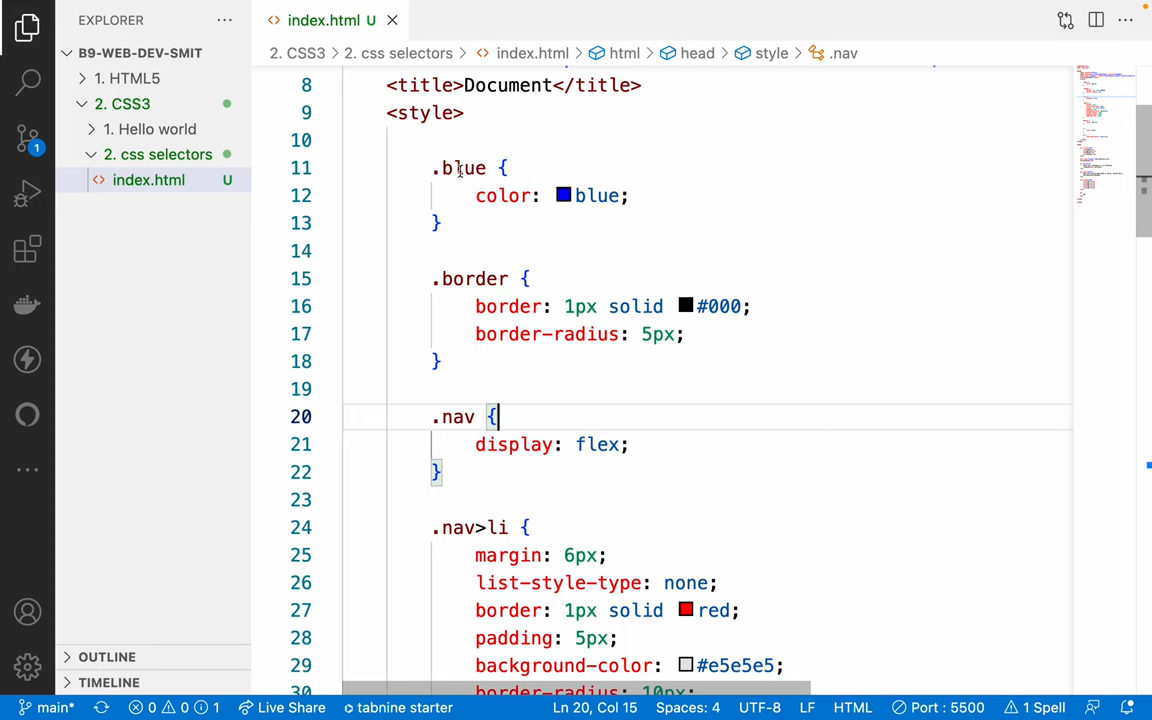 EXPLORER
index.html U
B9-WEB-DEV-SMIT
1. HTML5
2. CSS3
1. Hello world
2. css selectors
index.html U
1
2. CSS3 > 2. css selectors > index.html > html > head > style > .nav
8 <title>Document</title>
9 <style>
10
11 .blue {
12 color: blue;
13 }
14
15 .border {
16 border: 1px solid #000;
17 border-radius: 5px;
18 }
19
20 .nav {
21 display: flex;
22 }
23
24 .nav>li {
25 margin: 6px;
26 list-style-type: none;
27 border: 1px solid red;
28 padding: 5px;
29 background-color: #e5e5e5;
30 border-radius: 10px;
OUTLINE
TIMELINE
main* 0 0 1 Live Share tabnine starter Ln 20, Col 15 Spaces: 4 UTF-8 LF HTML Port : 5500 1 Spell